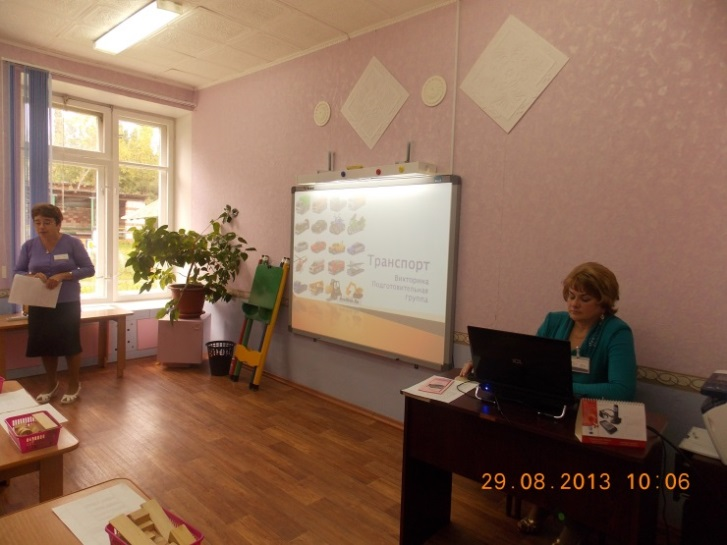 Транспорт
Викторина
Подготовительная
группа
29.08.2013 10:06